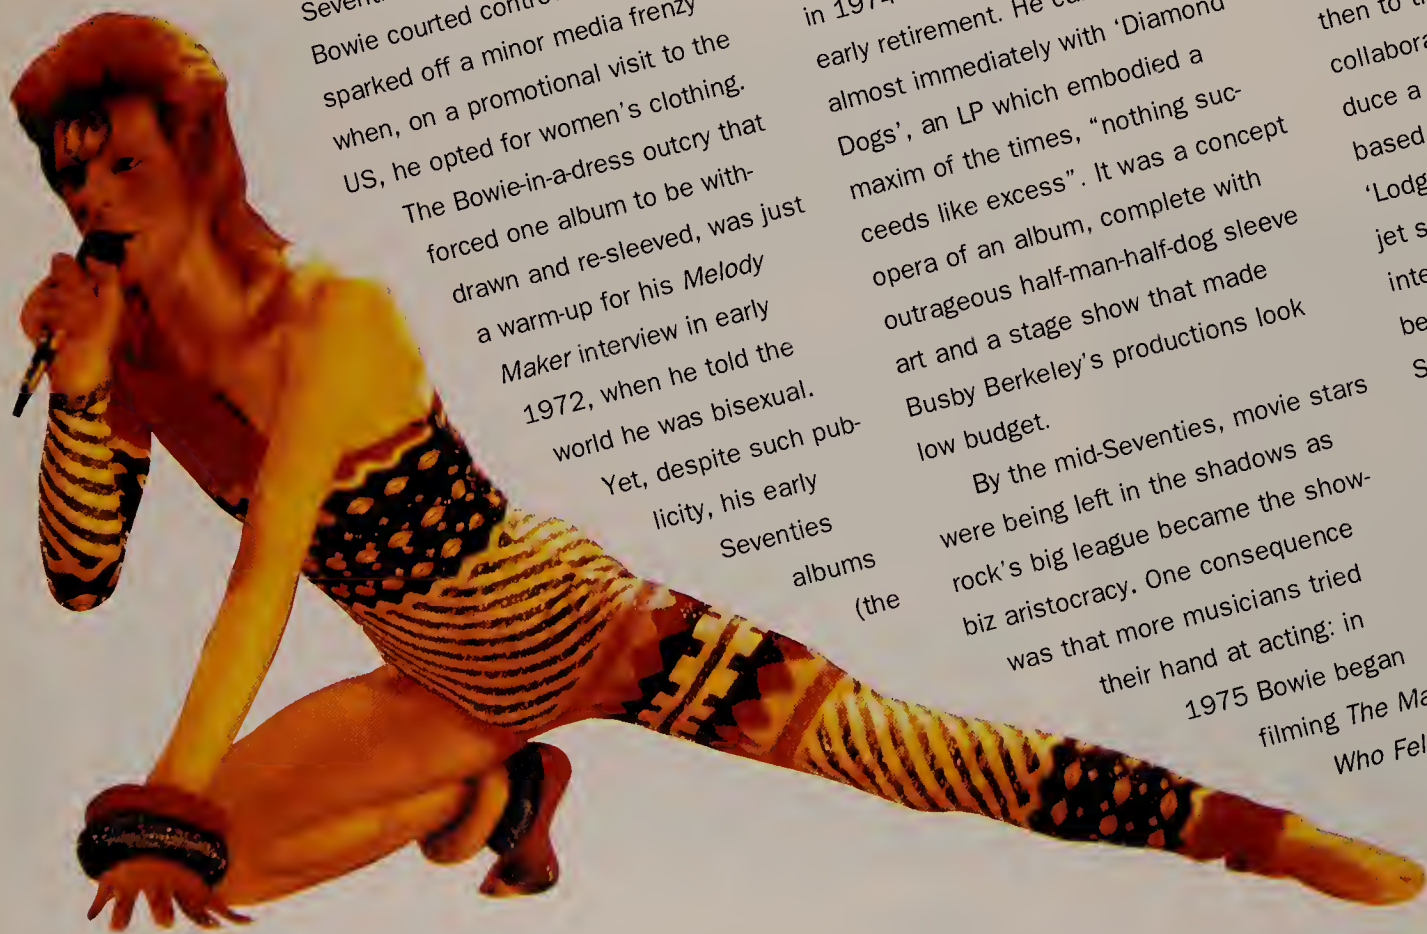 Bowie courted
sparked off a minor media frenzy
when, on a promotional visit to the
US, he opted for women's clothing.
The Bowie-in-a-dress outcry that
forced one album to be with-
drawn and re-sleeved, was just
a warm-up for his Melody
Maker interview in early
1972, when he told the
world he was bisexual.
Yet, despite such pub-
licity, his early
Seventies
albums
(the
in
early retirement. He
almost immediately with ‘Diamond
Dogs’, an LP which embodied a
maxim of the times, “nothing suc-
ceeds like excess”. It was a concept
opera of an album, complete with
outrageous half-man-half-dog sleeve
art and a stage show that made
Busby Berkeley's productions look
low budget.
By the mid-Seventies, movie stars
were being left in the shadows as
rock's big league became the show-
biz aristocracy. One consequence
was that more musicians tried
their hand at acting: in
1975 Bowie began
filming The
Who
then to
duce a
based
jet